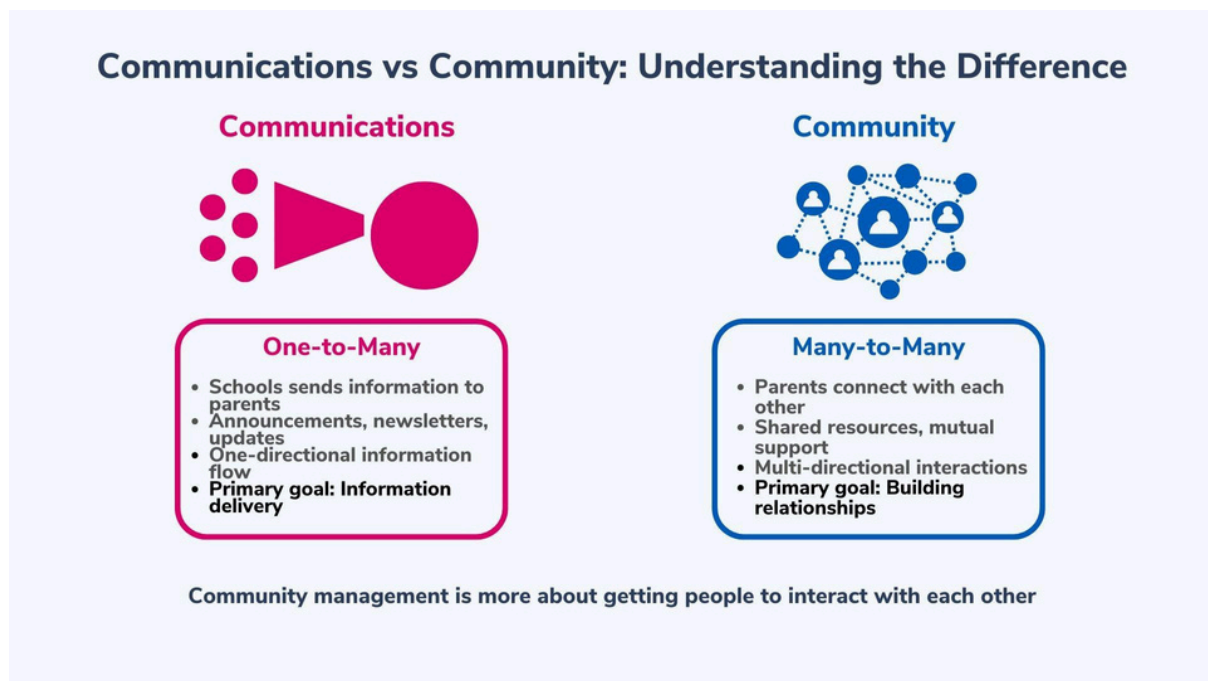 Communications vs Community: Understanding the Difference
Communications
Community
One-to-Many
• Schools sends information to
parents
• Announcements, newsletters,
updates
• One-directional information
flow
• Primary goal: Information
delivery
Many-to-Many
• Parents connect with each
other
• Shared resources, mutual
support
• Multi-directional interactions
• Primary goal: Building
relationships
Community management is more about getting people to interact with each other